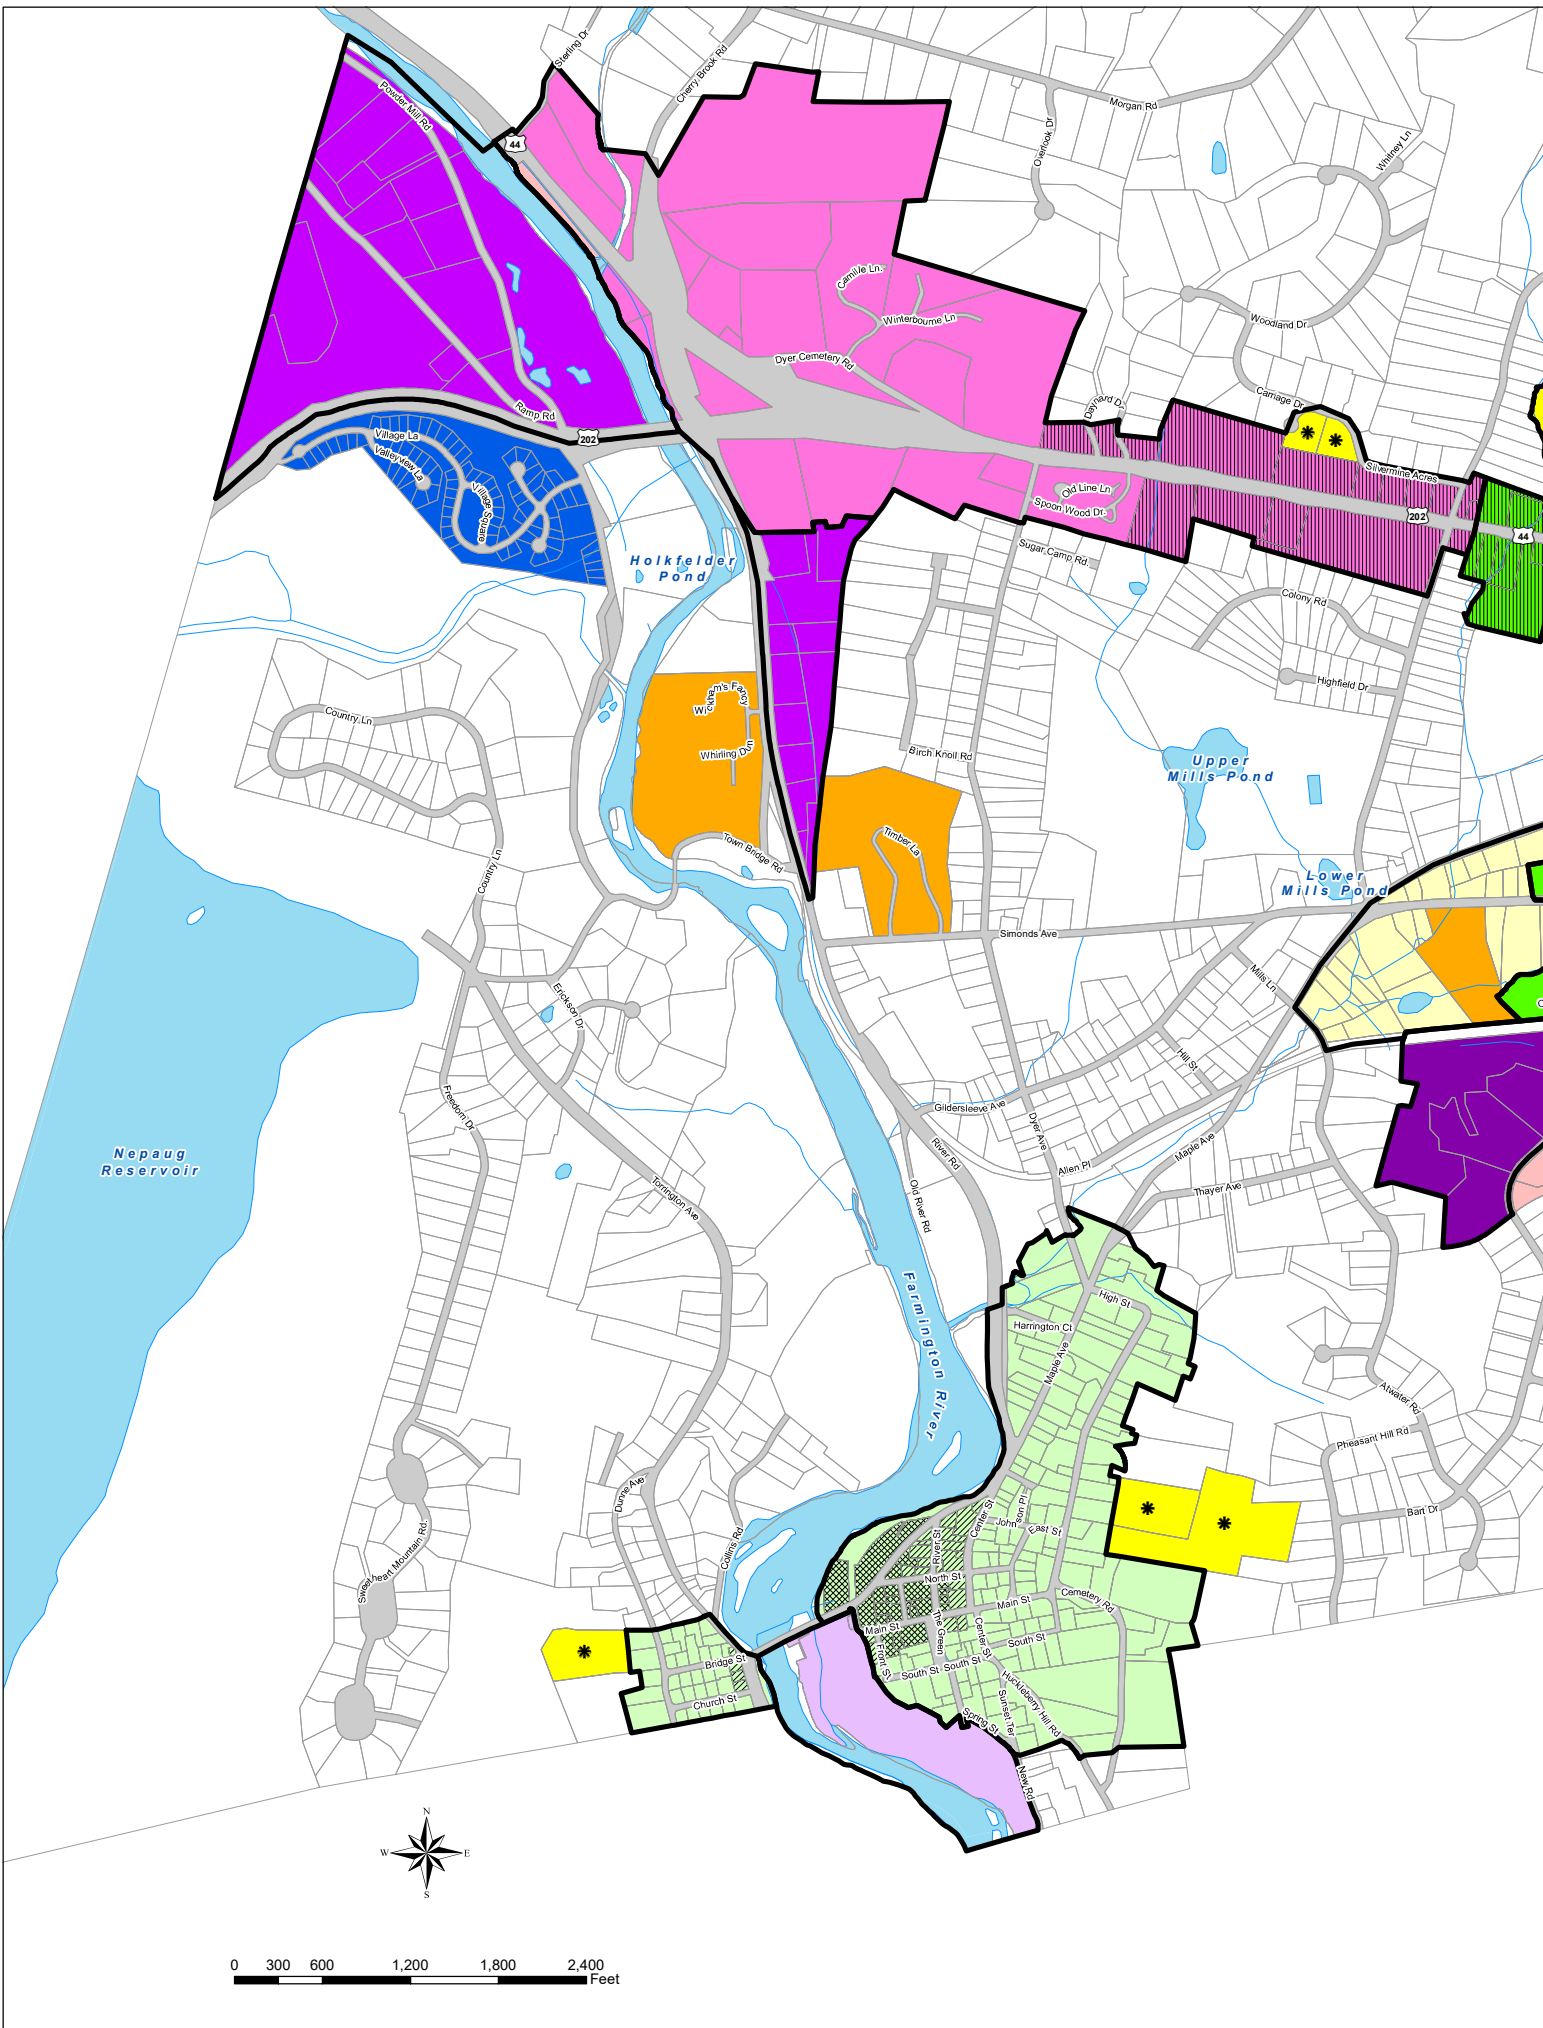 Sterling Dr
Cherry Brook Rd
Powder Mill Rd
44
Morgan Rd
Overlook Dr
Whitney Ln
Camille Ln.
Winterbourne Ln
Woodland Dr
Dyer Cemetery Rd
Carriage Dr
Daynard Dr
Ramp Rd
202
Village La
Valleyview La
Village Square
Silvermine Acres
Old Line Ln
Spoon Wood Dr
202
44
Sugar Camp Rd.
Holkfelder
Pond
Colony Rd
Highfield Dr
Wickham's Fancy
Whirling Dun
Country Ln
Birch Knoll Rd
Upper
Mills Pond
Timber La
Town Bridge Rd
Country Ln
Lower
Mills Pond
Simonds Ave
Mills Ln
Erickson Dr
Hill St
Freedom Dr
Gildersleeve Ave
Dyer Ave
River Rd
Maple Ave
Allen Pl
Nepaug
Reservoir
Thayer Ave
Torrington Ave
Old River Rd
Farmington River
High St
Harrington Ct
Maple Ave
Atwater Rd
Pheasant Hill Rd
Dunne Ave
Bart Dr
Center St
Johnson Pl
East St
Collins Rd
River St
Sweetheart Mountain Rd.
North St
Cemetery Rd
Main St
The Green
Main St
Center St
South St
Front St
Bridge St
South St
South St
Huckleberry Hill Rd
Church St
Sunset Ter
Spring St
New Rd
N
W
E
S
0 300 600 1,200 1,800 2,400
Feet